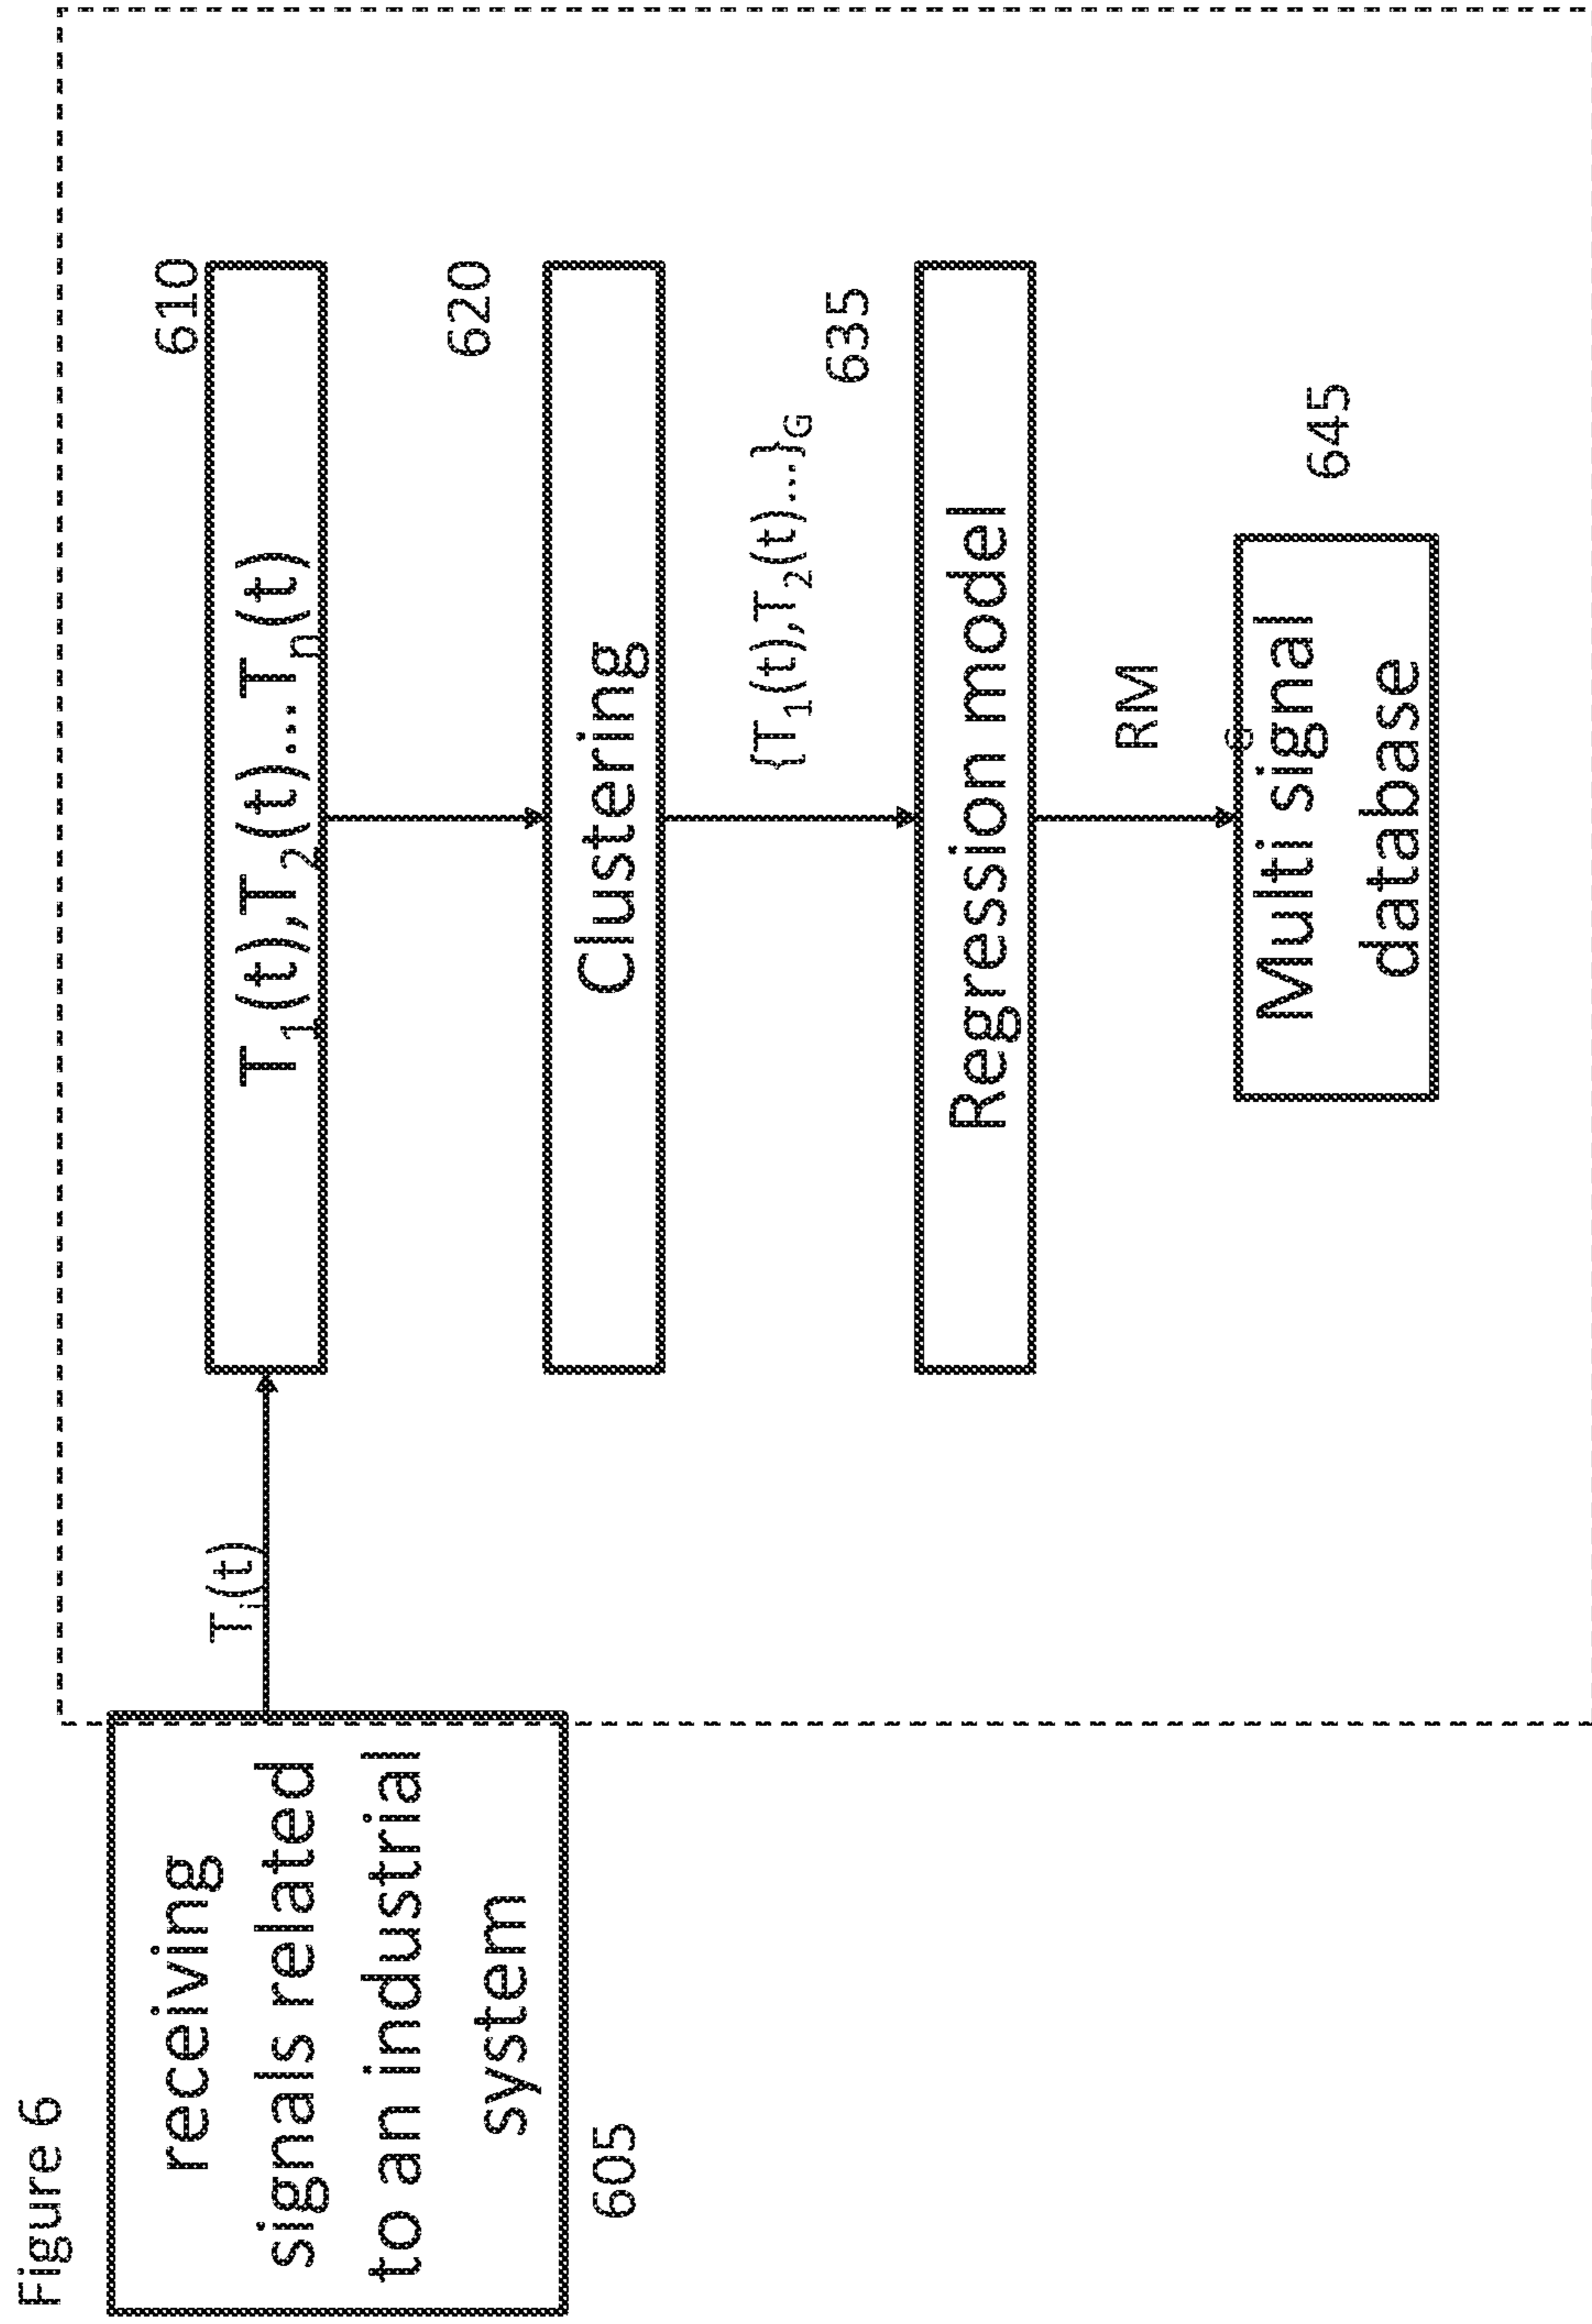 Figure 6
receiving
signals related
to an industrial
system
605
Tᵢ(t)
610
T₁(t),T₂(t)...Tₙ(t)
620
Clustering
{T₁(t),T₂(t)...}G
635
Regression model
RM
G
645
Multi signal
database